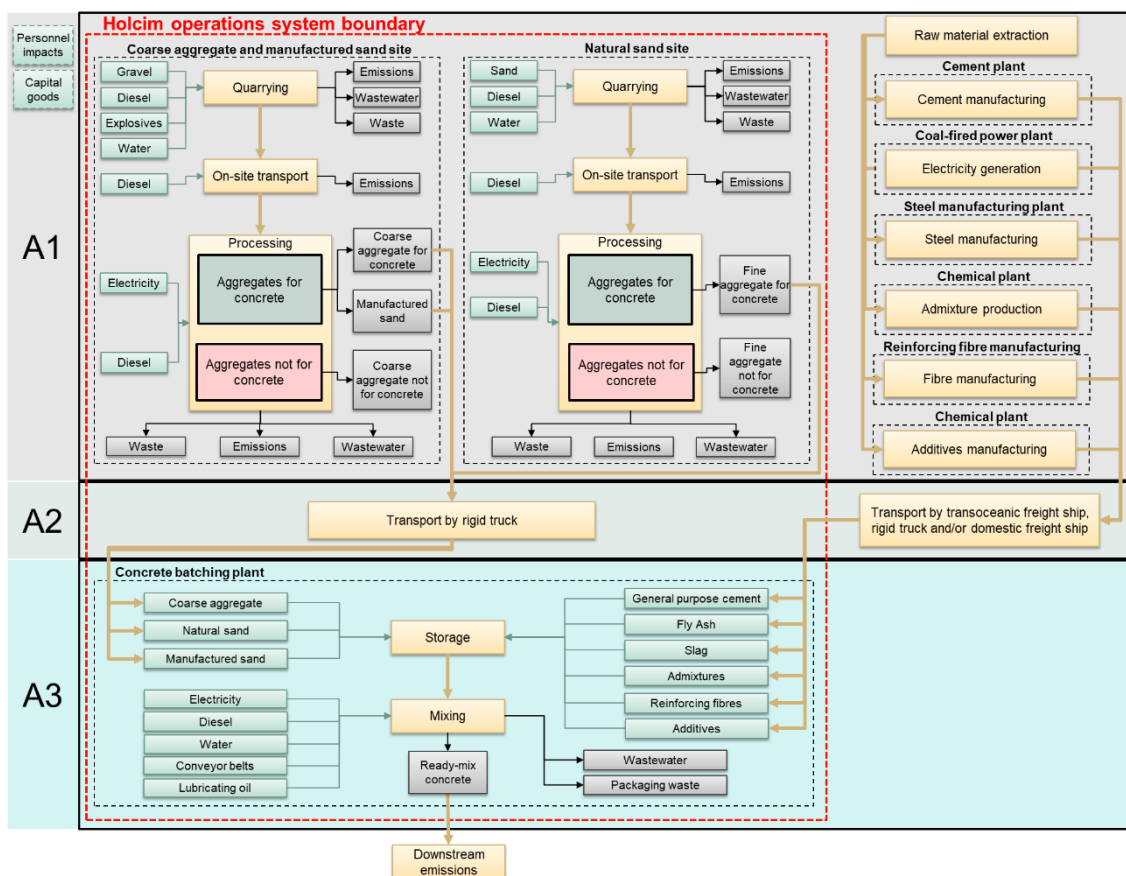 Holcim operations system boundary
Personnel
impacts
Capital
goods
A1
Coarse aggregate and manufactured sand site
Gravel
Diesel
Explosives
Water
Quarrying
Emissions
Wastewater
Waste
Diesel
On-site transport
Emissions
Processing
Electricity
Diesel
Aggregates for
concrete
Aggregates not for
concrete
Coarse
aggregate for
concrete
Manufactured
sand
Coarse
aggregate not
for concrete
Waste
Emissions
Wastewater
Natural sand site
Sand
Diesel
Water
Quarrying
Emissions
Wastewater
Waste
Diesel
On-site transport
Emissions
Processing
Electricity
Diesel
Aggregates for
concrete
Aggregates not for
concrete
Fine
aggregate for
concrete
Fine
aggregate
not for
concrete
Waste
Emissions
Wastewater
Raw material extraction
Cement plant
Cement manufacturing
Coal-fired power plant
Electricity generation
Steel manufacturing plant
Steel manufacturing
Chemical plant
Admixture production
Reinforcing fibre manufacturing
Fibre manufacturing
Chemical plant
Additives manufacturing
A2
Transport by rigid truck
Transport by transoceanic freight ship,
rigid truck and/or domestic freight ship
A3
Concrete batching plant
Coarse aggregate
Natural sand
Manufactured sand
Electricity
Diesel
Water
Conveyor belts
Lubricating oil
Storage
Mixing
Ready-mix
concrete
General purpose cement
Fly Ash
Slag
Admixtures
Reinforcing fibres
Additives
Wastewater
Packaging waste
Downstream
emissions